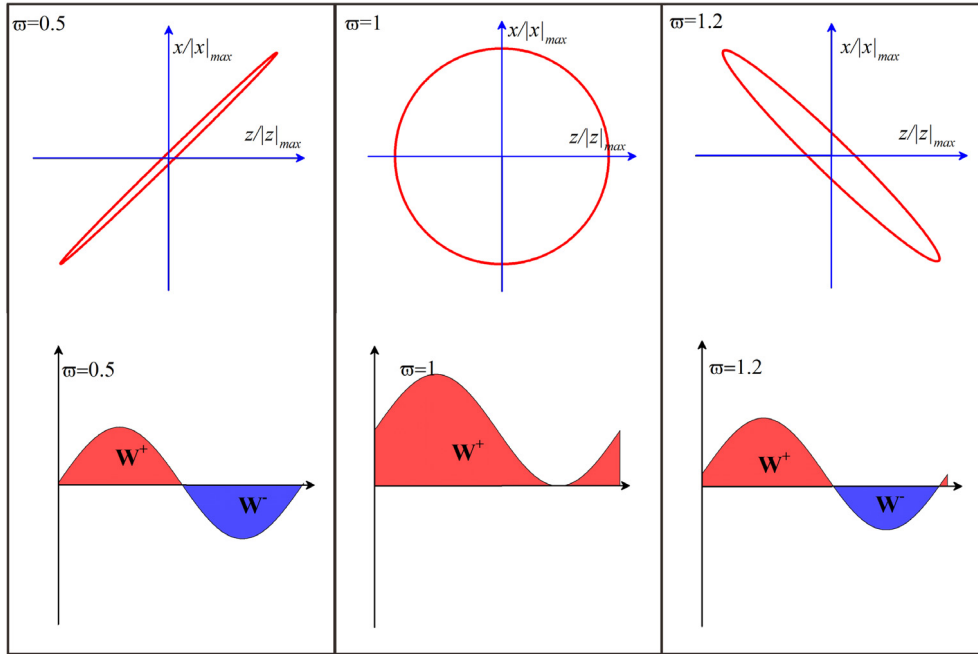 ϖ=0.5
x/|x|max
z/|z|max
ϖ=1
x/|x|max
z/|z|max
ϖ=1.2
x/|x|max
z/|z|max
ϖ=0.5
W+
W-
ϖ=1
W+
ϖ=1.2
W+
W-